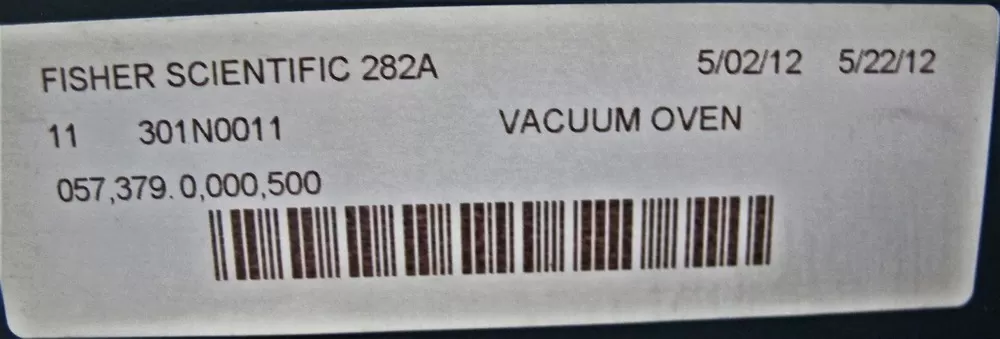 FISHER SCIENTIFIC 282A 5/02/12 5/22/12
11 301N0011 VACUUM OVEN
057,379.0,000,500